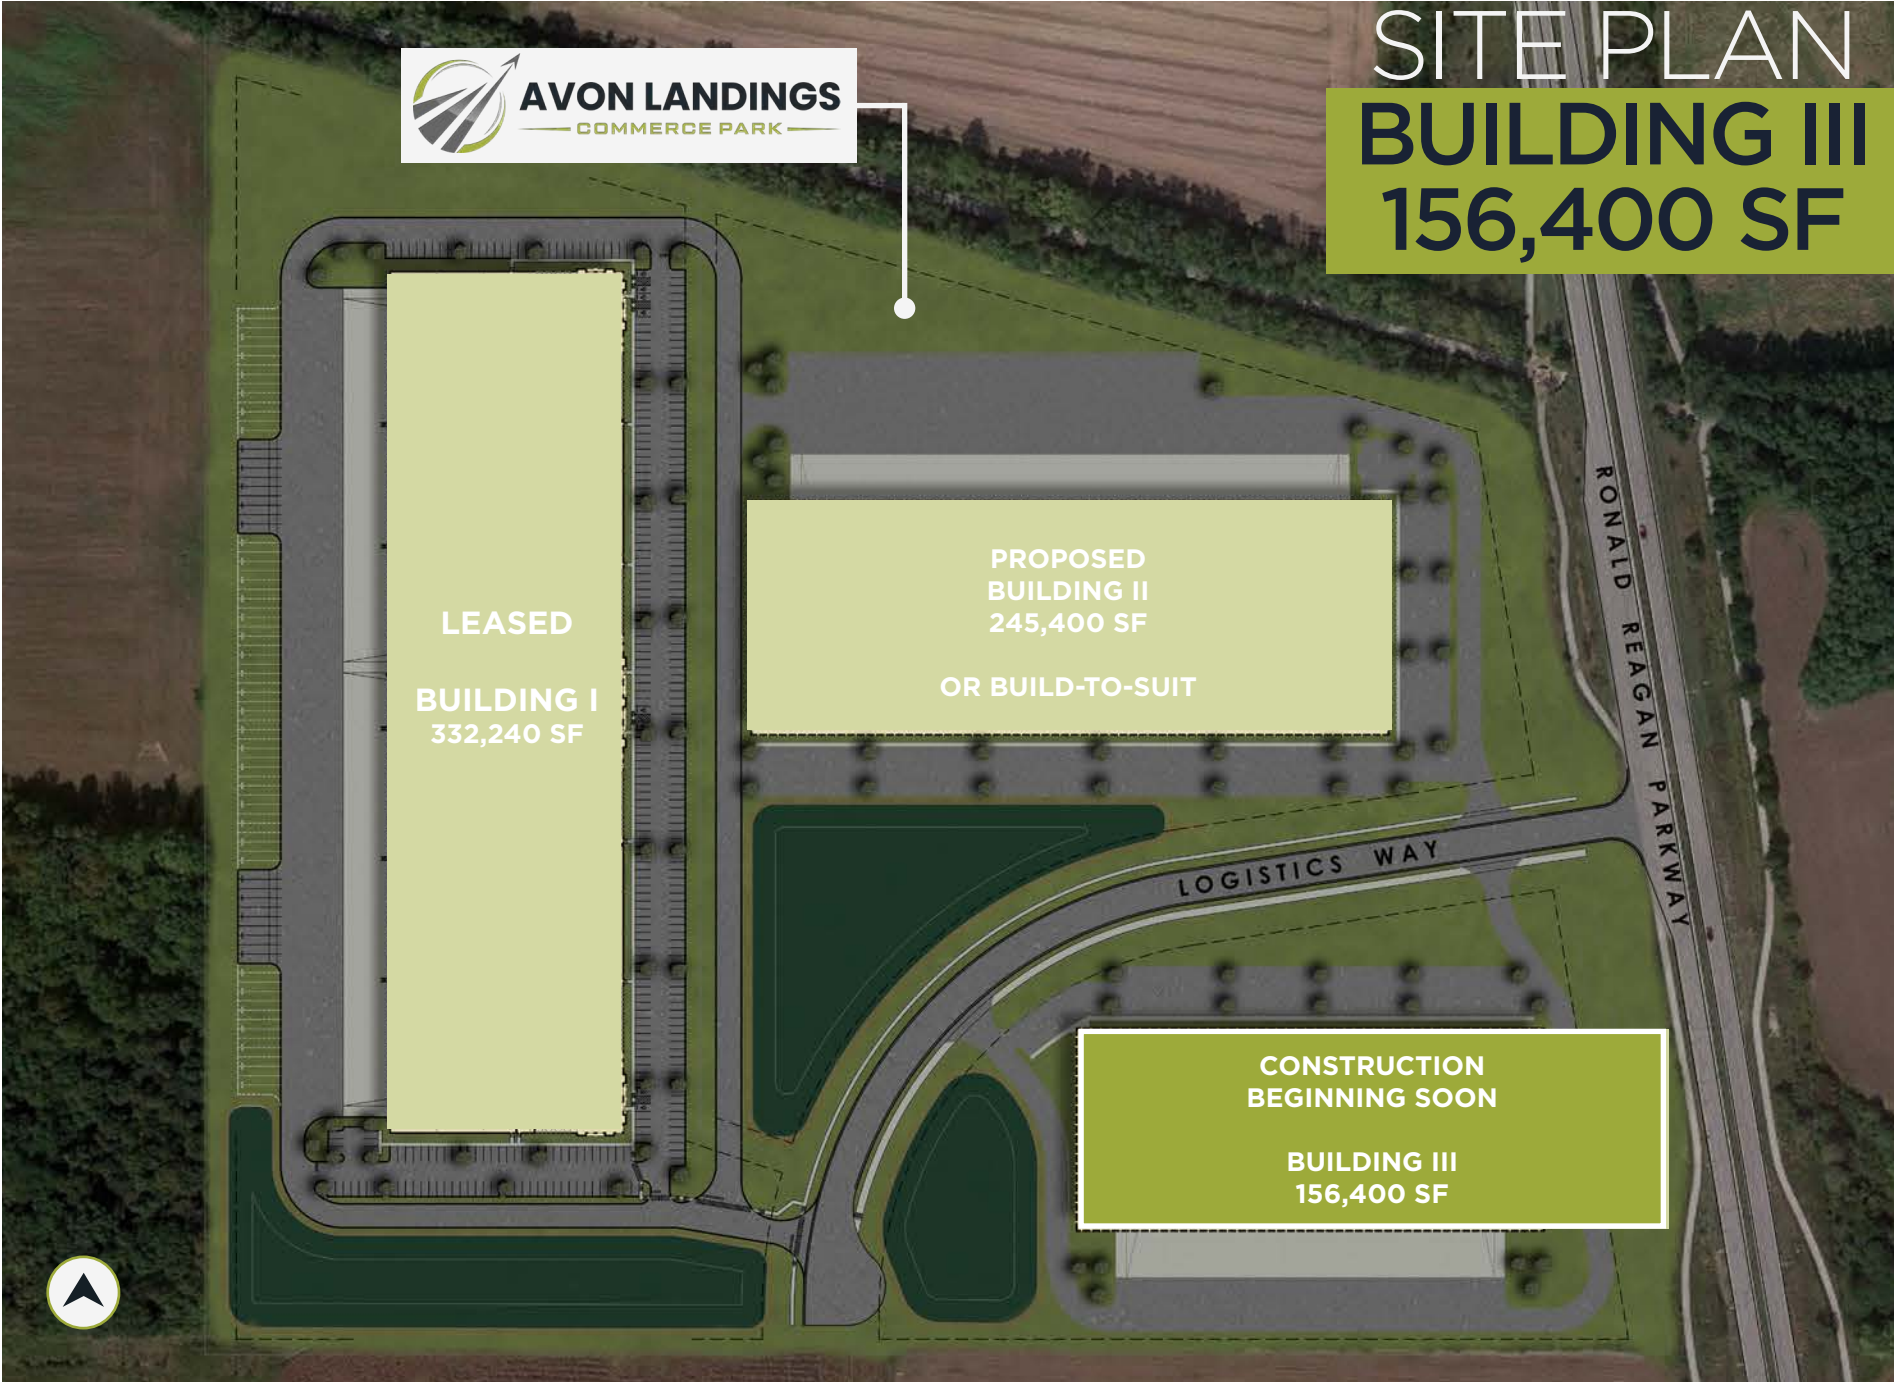 SITE PLAN
BUILDING III
156,400 SF
AVON LANDINGS
COMMERCE PARK
LEASED
BUILDING I
332,240 SF
PROPOSED
BUILDING II
245,400 SF
OR BUILD-TO-SUIT
RONALD REAGAN PARKWAY
LOGISTICS WAY
CONSTRUCTION
BEGINNING SOON
BUILDING III
156,400 SF